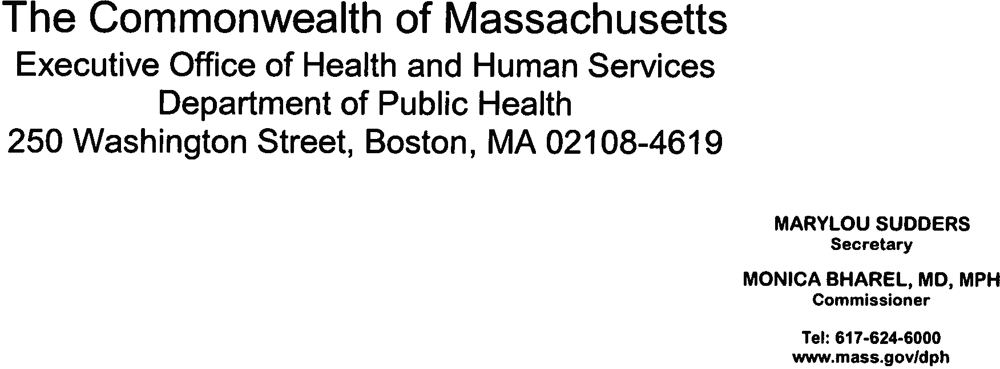 The Commonwealth of Massachusetts
Executive Office of Health and Human Services
Department of Public Health
250 Washington Street, Boston, MA 02108-4619
MARYLOU SUDDERS
Secretary
MONICA BHAREL, MD, MPH
Commissioner
Tel: 617-624-6000
www.mass.gov/dph